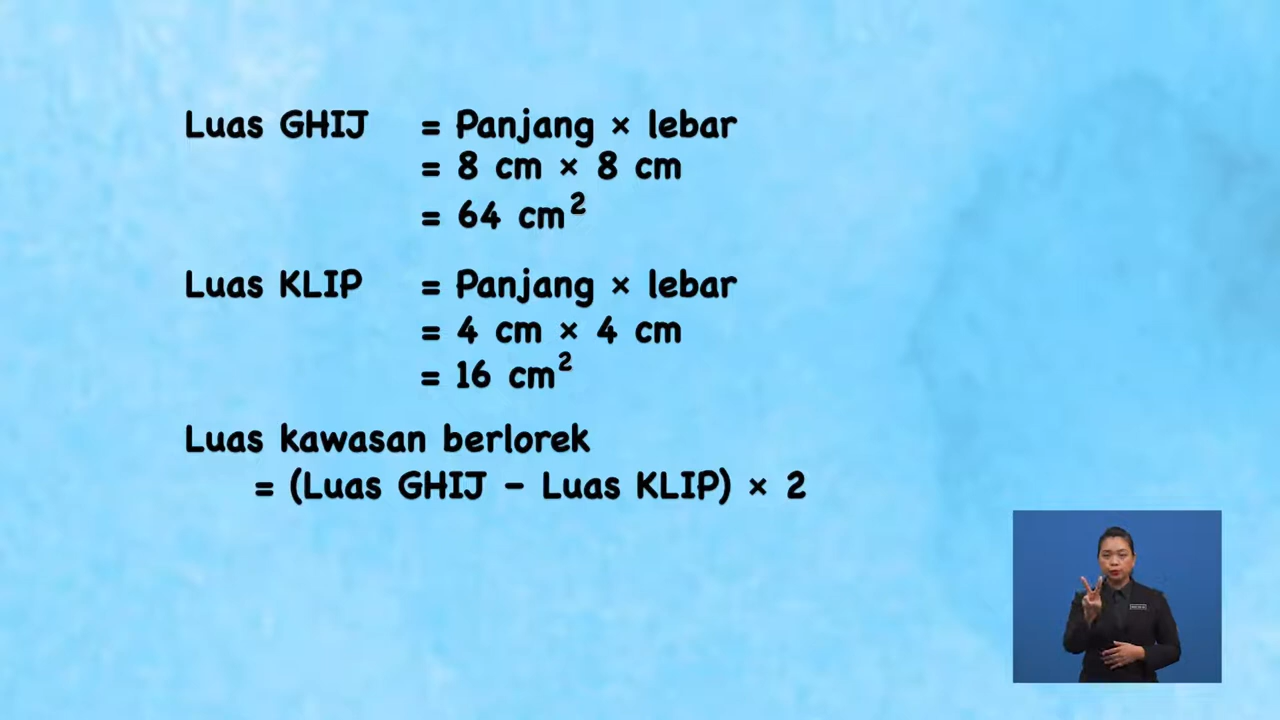 Luas GHIJ = Panjang × lebar
= 8 cm × 8 cm
= 64 cm²
Luas KLIP = Panjang × lebar
= 4 cm × 4 cm
= 16 cm²
Luas kawasan berlorek
= (Luas GHIJ – Luas KLIP) × 2